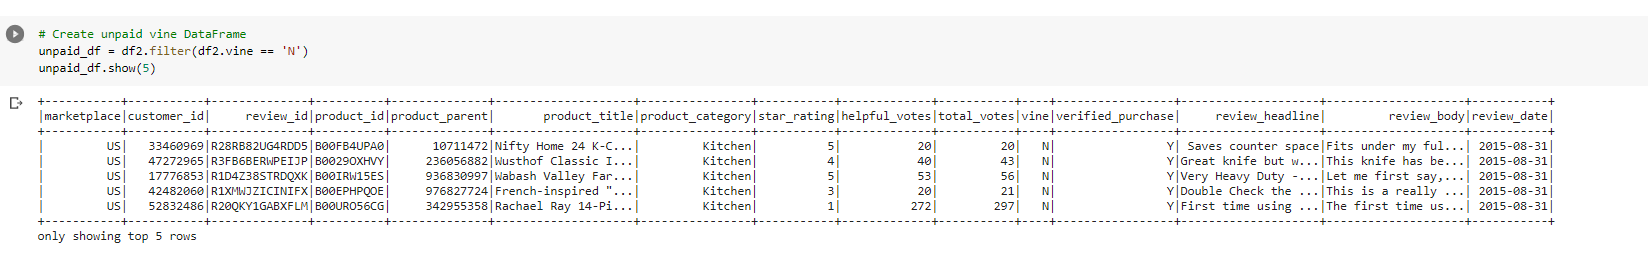 # Create unpaid vine DataFrame
unpaid_df = df2.filter(df2.vine == 'N')
unpaid_df.show(5)
+-----------+-----------+--------------+----------+--------------+--------------------+----------------+-----------+-------------+-----------+----+-----------------+--------------------+--------------------+-----------+
|marketplace|customer_id|     review_id|product_id|product_parent|       product_title|product_category|star_rating|helpful_votes|total_votes|vine|verified_purchase|     review_headline|         review_body|review_date|
+-----------+-----------+--------------+----------+--------------+--------------------+----------------+-----------+-------------+-----------+----+-----------------+--------------------+--------------------+-----------+
|         US|   33460969|R28RB82UG4RDD5|B00FB4UPA0|      10711472|Nifty Home 24 K-C...|         Kitchen|          5|           20|         20|   N|                Y| Saves counter space|Fits under my ful...| 2015-08-31|
|         US|   47272965|R3FB6BERWPEIJP|B0029OXHVY|     236056882|Wusthof Classic I...|         Kitchen|          4|           40|         43|   N|                Y|Great knife but w...|This knife has be...| 2015-08-31|
|         US|   17776853|R1D4Z38STRDQXK|B00IRW15ES|     936830997|Wabash Valley Far...|         Kitchen|          5|           53|         56|   N|                Y|Very Heavy Duty -...|Let me first say,...| 2015-08-31|
|         US|   42482060|R1XMWJZICINIFX|B00EPHPQOE|     976827724|French-inspired "...|         Kitchen|          3|           20|         21|   N|                Y|Double Check the ...|This is a really ...| 2015-08-31|
|         US|   52832486|R20QKY1GABXFLM|B00URO56CG|     342955358|Rachael Ray 14-Pi...|         Kitchen|          1|          272|        297|   N|                Y|First time using ...|The first time us...| 2015-08-31|
+-----------+-----------+--------------+----------+--------------+--------------------+----------------+-----------+-------------+-----------+----+-----------------+--------------------+--------------------+-----------+
only showing top 5 rows